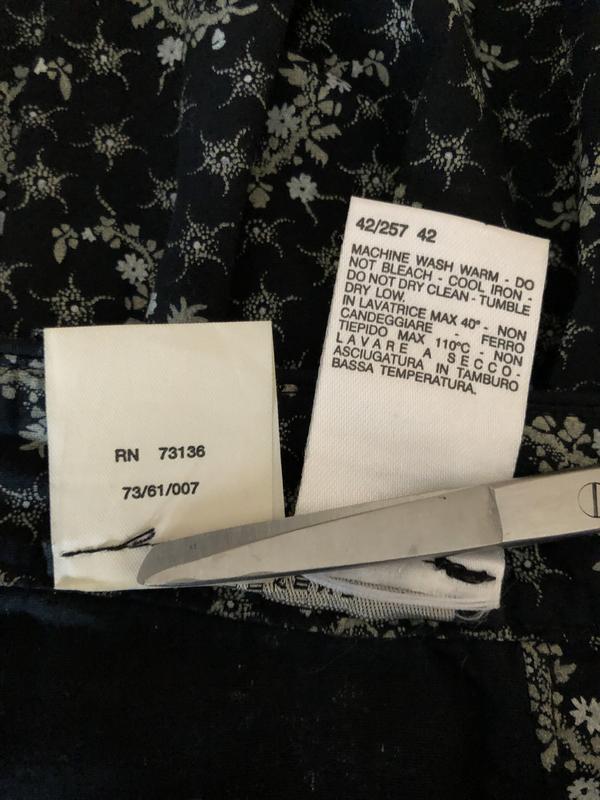 42/257 42
MACHINE WASH WARM - DO
NOT BLEACH - COOL IRON -
DO NOT DRY CLEAN - TUMBLE
DRY LOW.
IN LAVATRICE MAX 40° - NON
CANDEGGIARE - FERRO
TIEPIDO MAX 110°C - NON
LAVARE A SECCO -
ASCIUGATURA IN TAMBURO
BASSA TEMPERATURA.
RN 73136
73/61/007